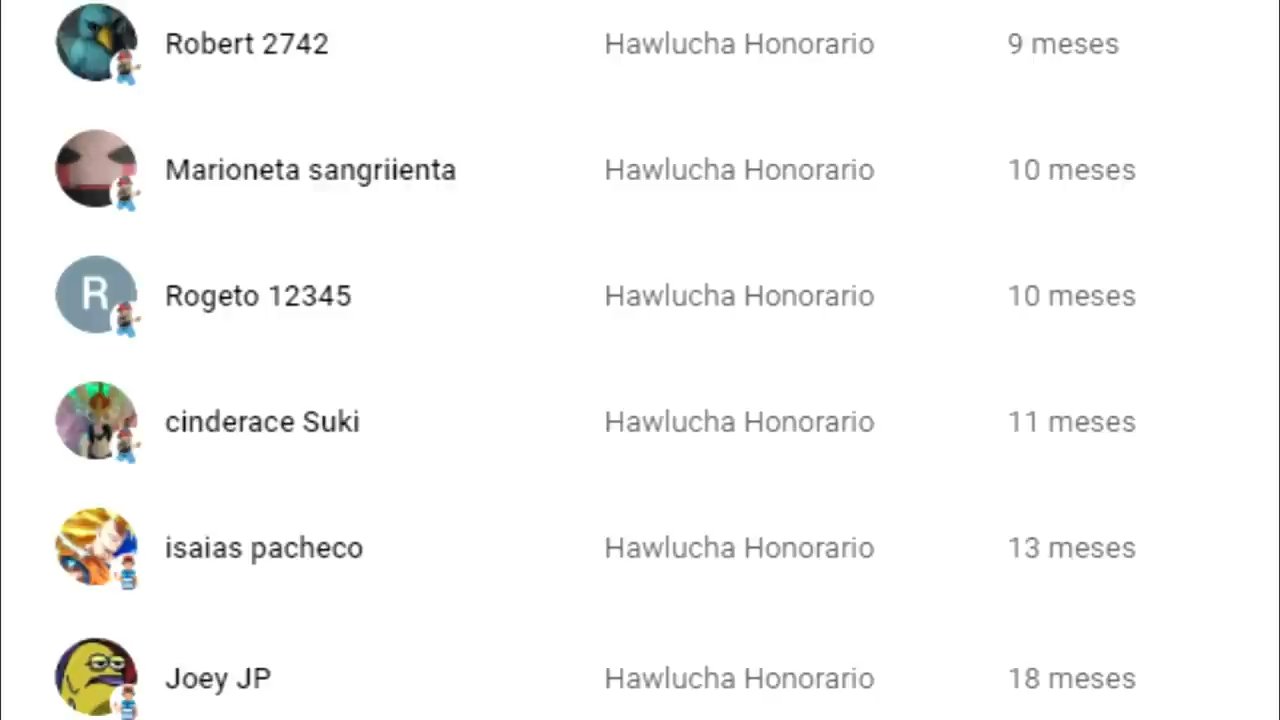 Robert 2742 Hawlucha Honorario 9 meses
Marioneta sangriienta Hawlucha Honorario 10 meses
R Rogeto 12345 Hawlucha Honorario 10 meses
cinderace Suki Hawlucha Honorario 11 meses
isaias pacheco Hawlucha Honorario 13 meses
Joey JP Hawlucha Honorario 18 meses